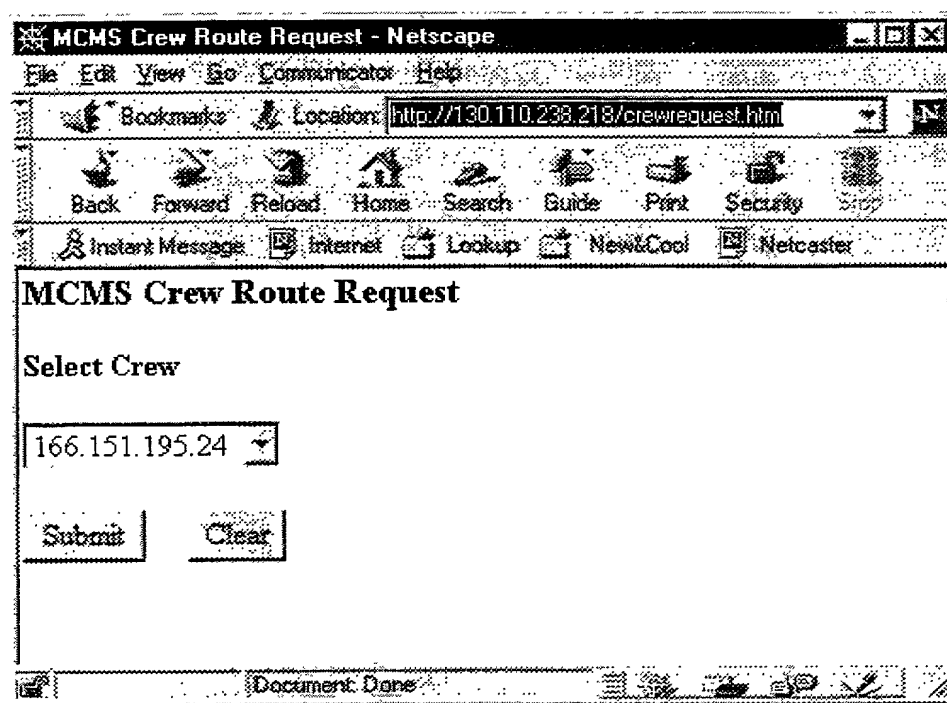 MCMS Crew Route Request - Netscape
File Edit View Go Communicator Help
Bookmarks Location: http://130.110.238.218/crewrequest.htm
Back Forward Reload Home Search Guide Print Security Stop
Instant Message Internet Lookup New&Cool Netcaster
MCMS Crew Route Request
Select Crew
166.151.195.24
Submit Clear
Document: Done